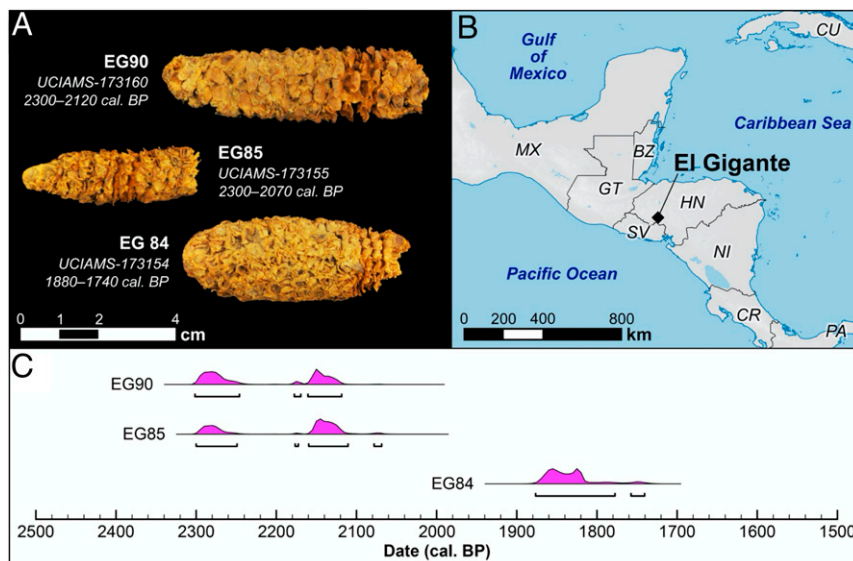 A
EG90
UCIAMS-173160
2300–2120 cal. BP
EG85
UCIAMS-173155
2300–2070 cal. BP
EG 84
UCIAMS-173154
1880–1740 cal. BP
0 1 2 4
cm
B
Gulf
of
Mexico
CU
Caribbean Sea
MX
BZ
El Gigante
GT
HN
SV
NI
Pacific Ocean
CR
PA
0 200 400 800
km
C
EG90
EG85
EG84
2500 2400 2300 2200 2100 2000 1900 1800 1700 1600 1500
Date (cal. BP)